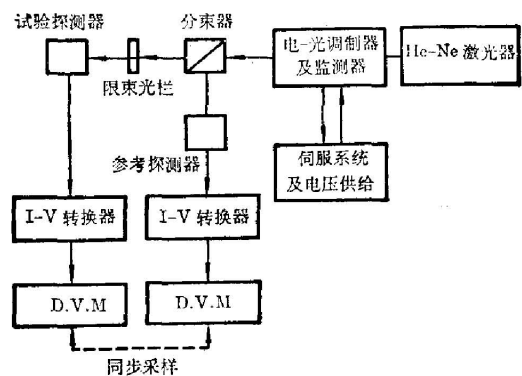 试验探测器
分束器
电-光调制器
及监测器
He-Ne 激光器
限束光栏
参考探测器
伺服系统
及电压供给
I-V 转换器
I-V 转换器
D.V.M
D.V.M
同步采样